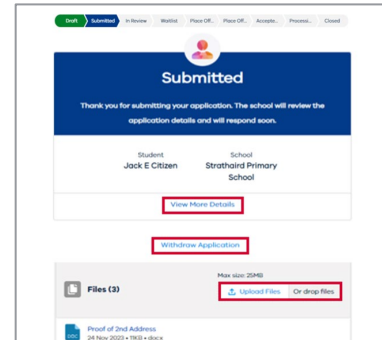 Draft Submitted In Review Waitlist Place Off... Place Off... Accepte... Processi... Closed
Submitted
Thank you for submitting your application. The school will review the
application details and will respond soon.
Student School
Jack E Citizen Strathaird Primary
School
View More Details
Withdraw Application
Max size: 25MB
Files (3) Upload Files Or drop files
Proof of 2nd Address
24 Nov 2023 • 11KB • docx